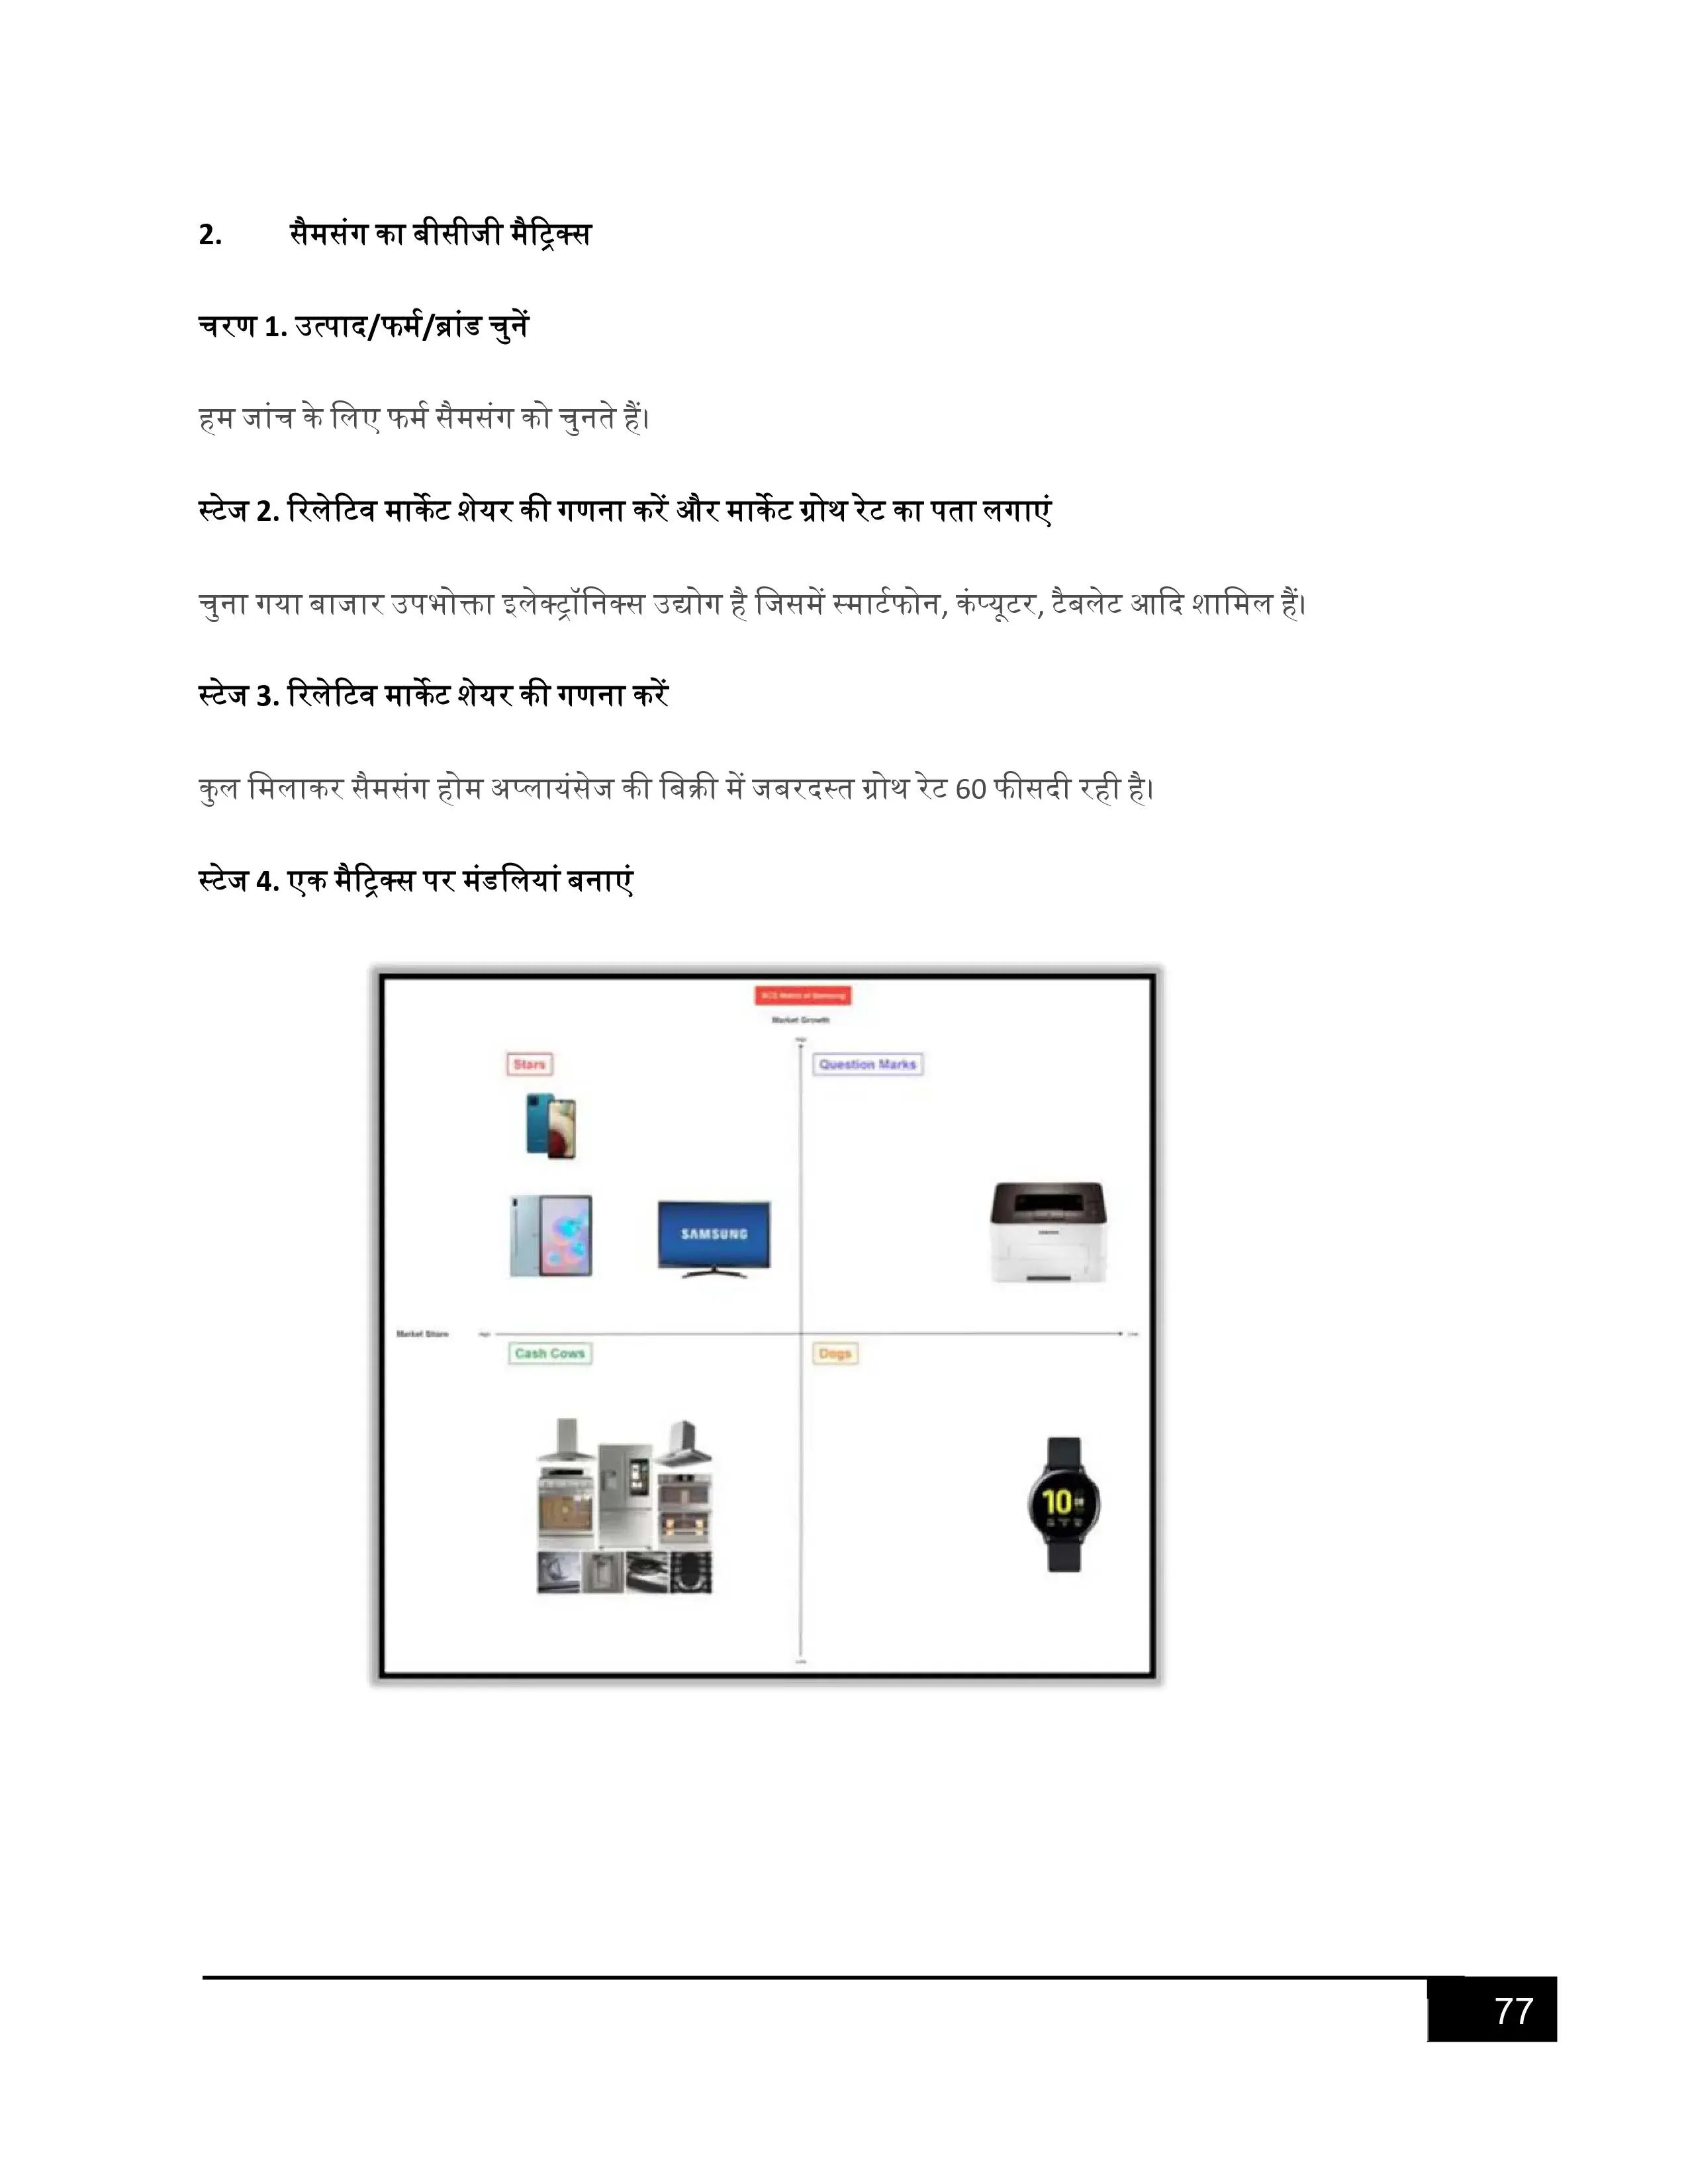 2. सैमसंग का बीसीजी मैट्रिक्स
चरण 1. उत्पाद/फर्म/ब्रांड चुनें
हम जांच के लिए फर्म सैमसंग को चुनते हैं।
स्टेज 2. रिलेटिव मार्केट शेयर की गणना करें और मार्केट ग्रोथ रेट का पता लगाएं
चुना गया बाजार उपभोक्ता इलेक्ट्रॉनिक्स उद्योग है जिसमें स्मार्टफोन, कंप्यूटर, टैबलेट आदि शामिल हैं।
स्टेज 3. रिलेटिव मार्केट शेयर की गणना करें
कुल मिलाकर सैमसंग होम अप्लायंसेज की बिक्री में जबरदस्त ग्रोथ रेट 60 फीसदी रही है।
स्टेज 4. एक मैट्रिक्स पर मंडलियां बनाएं
BCG Matrix of Samsung
Market Growth
High
Stars
Question Marks
SAMSUNG
Market Share
High
Low
Cash Cows
Dogs
10
Low
77